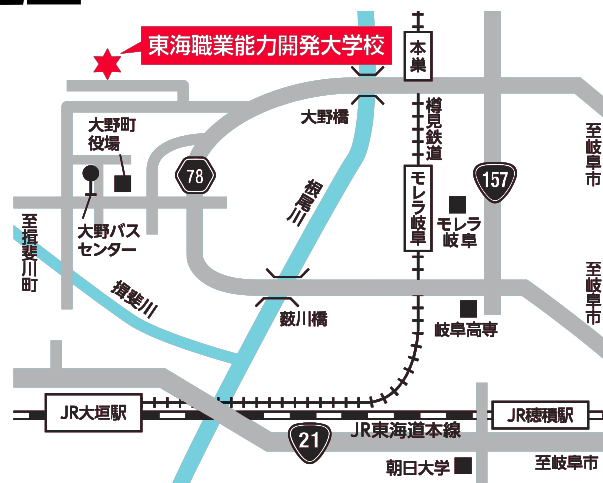 東海職業能力開発大学校
本巣
大野橋
樽見鉄道
至岐阜市
大野町
役場
78
157
モレラ岐阜
根尾川
モレラ
岐阜
大野バス
センター
至揖斐川町
揖斐川
薮川橋
岐阜高専
至岐阜市
JR大垣駅
JR穂積駅
21
JR東海道本線
朝日大学
至岐阜市